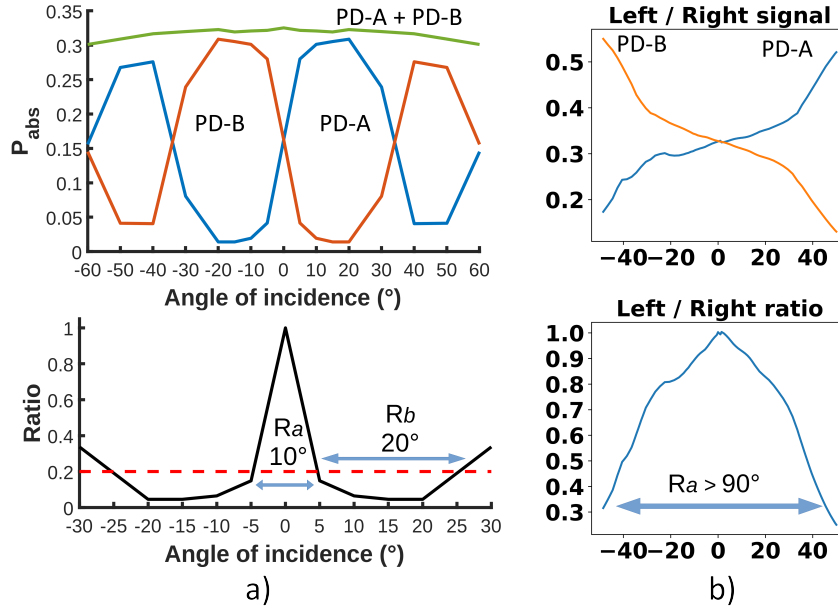 PD-A + PD-B
0.35
0.3
0.25
0.2
0.15
0.1
0.05
0
P_abs
PD-B
PD-A
-60 -50 -40 -30 -20 -10 0 10 20 30 40 50 60
Angle of incidence (°)
1
0.8
0.6
0.4
0.2
0
Ratio
Ra
10°
Rb
20°
-30 -25 -20 -15 -10 -5 0 5 10 15 20 25 30
Angle of incidence (°)
a)
Left / Right signal
PD-B
PD-A
0.5
0.4
0.3
0.2
−40 −20 0 20 40
Left / Right ratio
1.0
0.9
0.8
0.7
0.6
0.5
0.4
0.3
Ra > 90°
−40 −20 0 20 40
b)